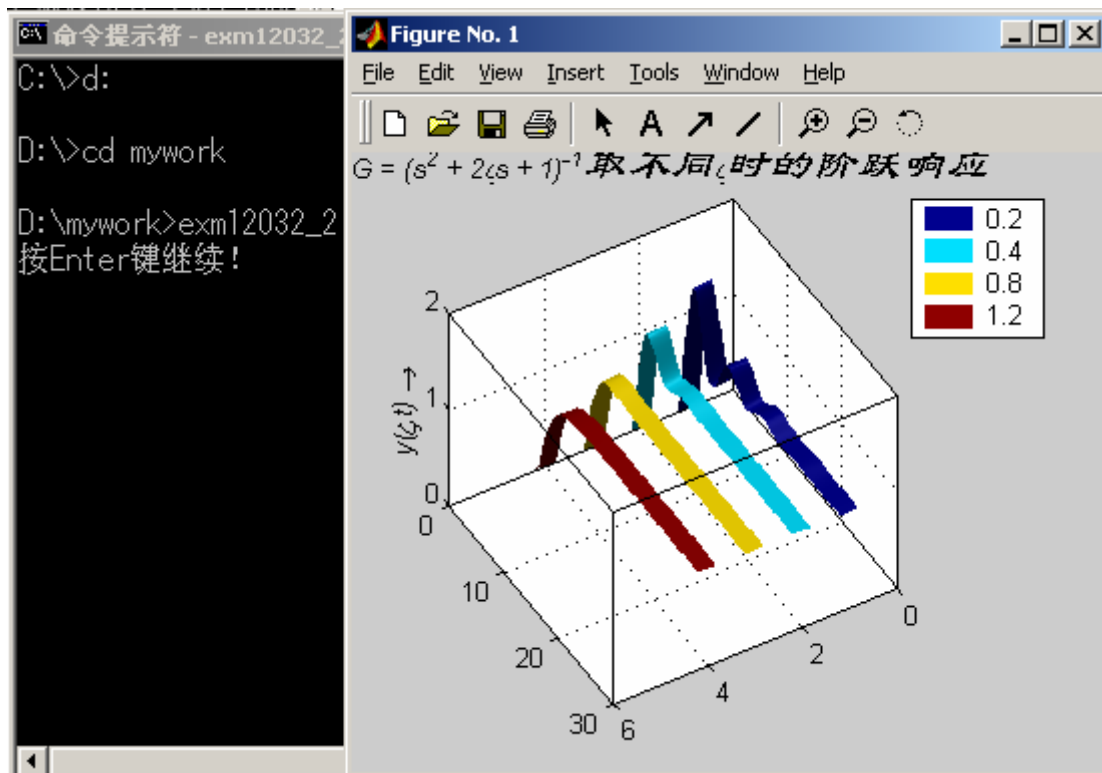 命令提示符 - exm12032_2
C:\>d:
D:\>cd mywork
D:\mywork>exm12032_2
按Enter键继续!
Figure No. 1
File Edit View Insert Tools Window Help
A
G = (s² + 2ζs + 1)⁻¹取不同ζ时的阶跃响应
0.2
0.4
0.8
1.2
2
1
0
y(ζ,t) →
0
10
20
30
6
4
2
0